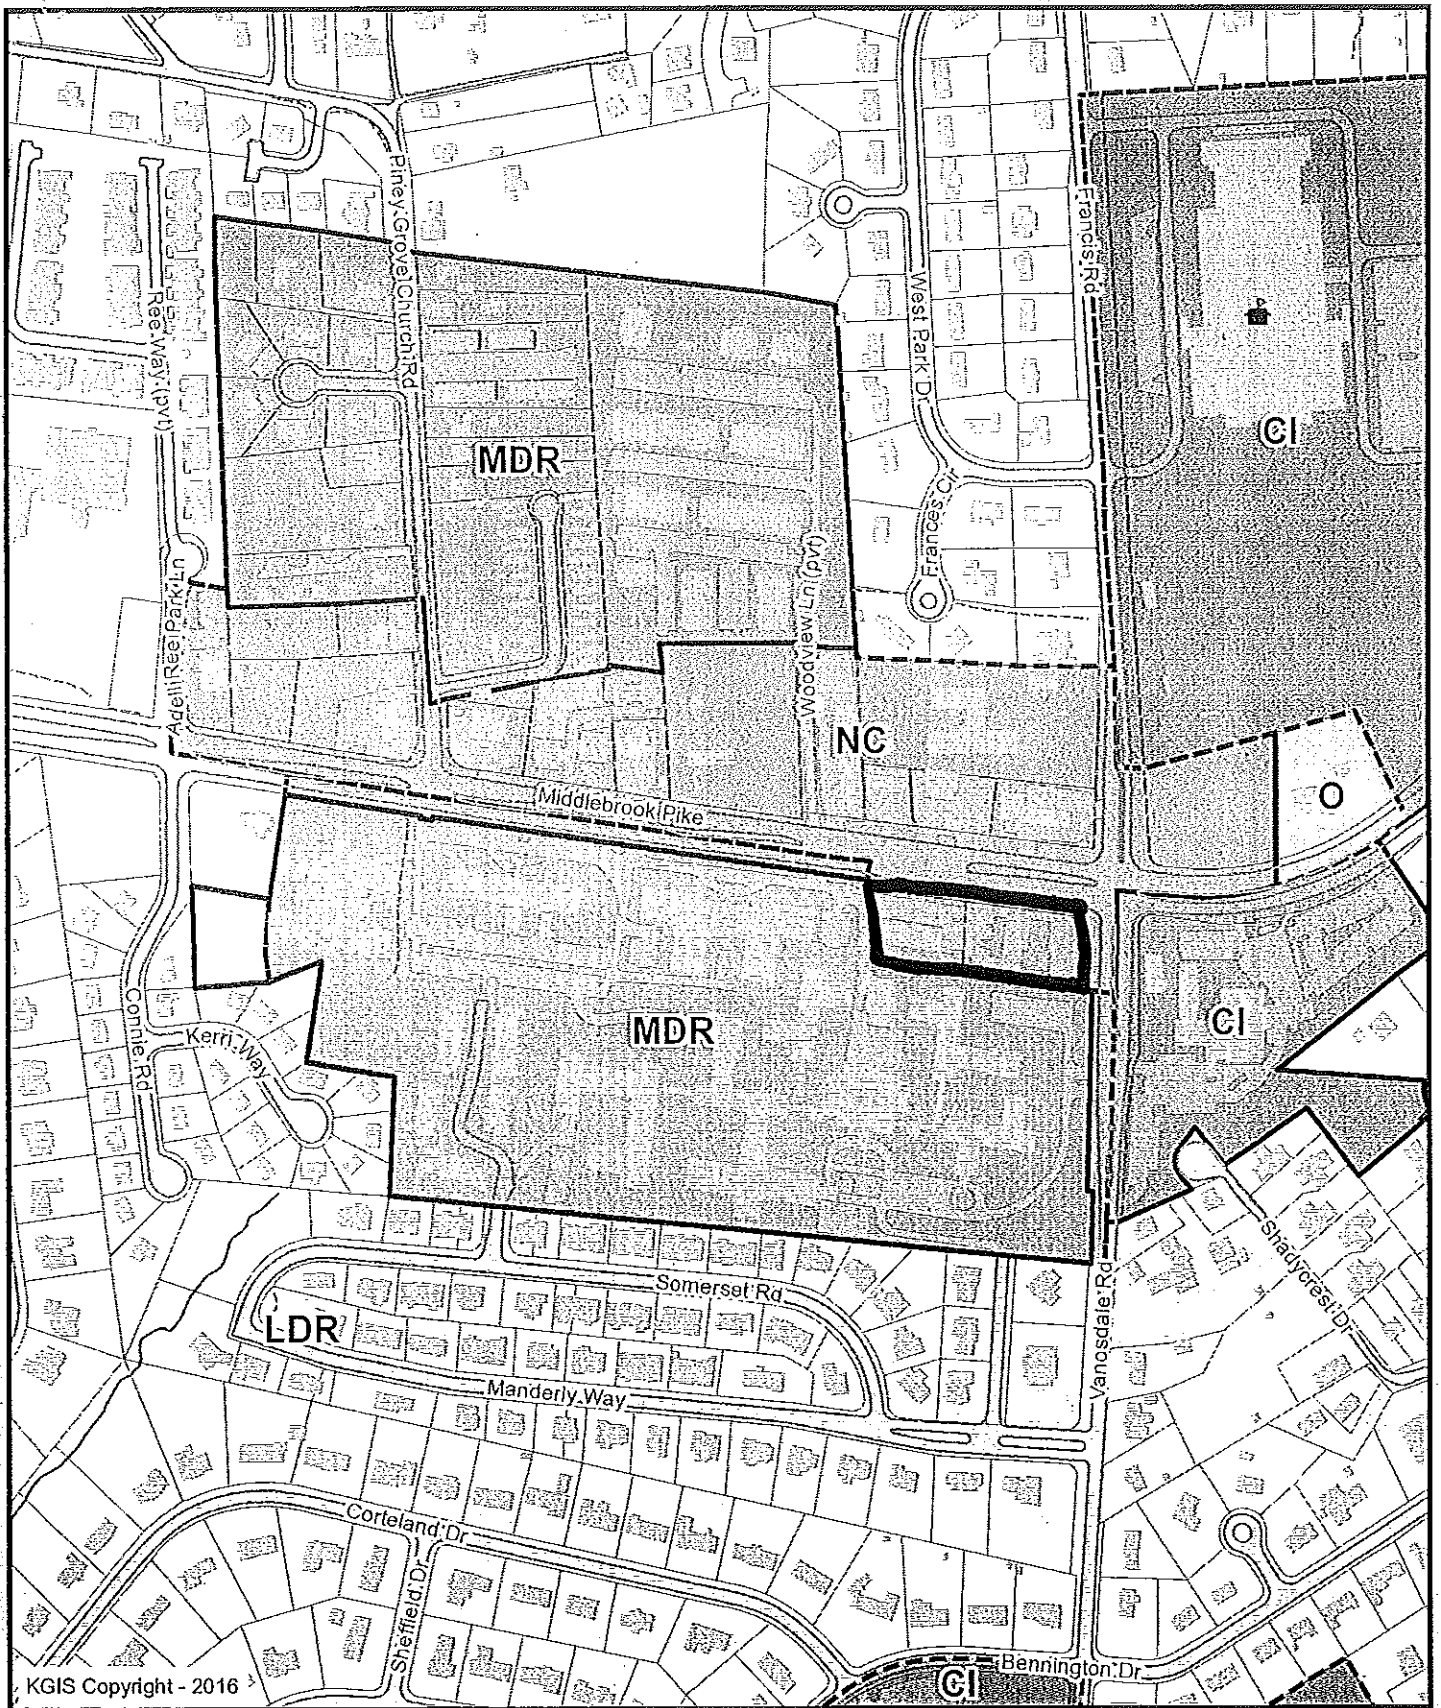 Piney Grove Church Rd
Francis Rd
West Park Dr
Ree Way (pvt)
CI
MDR
Frances Cir
Woodview Ln (pvt)
Adell Ree Park Ln
NC
O
Middlebrook Pike
MDR
CI
Connie Rd
Kerri Way
Shadycrest Dr
Vanosdale Rd
Somerset Rd
LDR
Manderly Way
Corteland Dr
Sheffield Dr
Bennington Dr
CI
KGIS Copyright - 2016